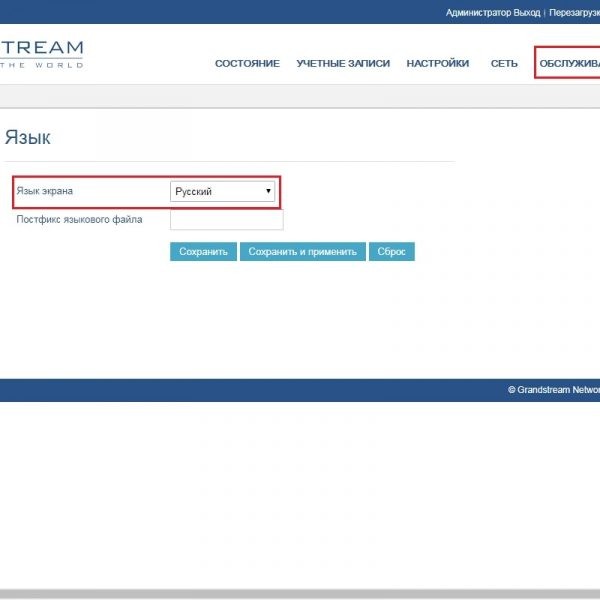 Администратор Выход | Перезагрузк
TREAM
THE WORLD
СОСТОЯНИЕ УЧЕТНЫЕ ЗАПИСИ НАСТРОЙКИ СЕТЬ ОБСЛУЖИВА
Язык
Язык экрана Русский
Постфикс языкового файла
Сохранить Сохранить и применить Сброс
© Grandstream Networ